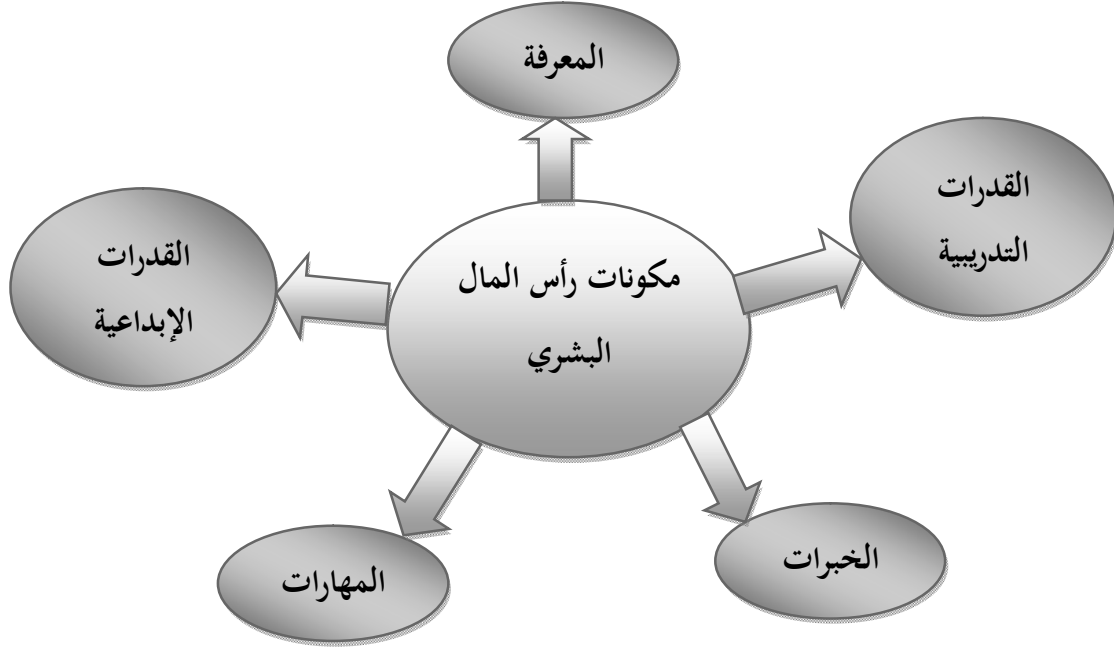 المعرفة
القدرات
التدريبية
القدرات
الإبداعية
مكونات رأس المال
البشري
الخبرات
المهارات